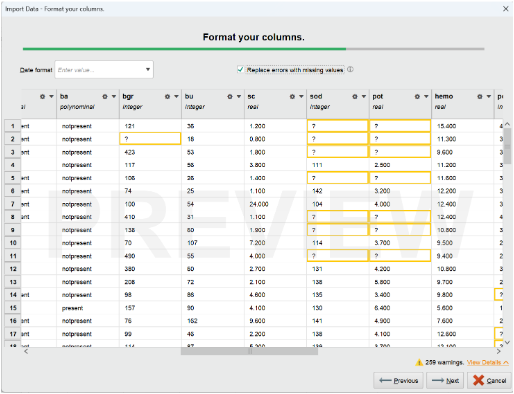 Import Data - Format your columns.
Format your columns.
Date format Enter value... Replace errors with missing values
ba bgr bu sc sod pot hemo
al polynominal integer integer real integer real real
1 ent notpresent 121 36 1.200 ? ? 15.400
2 notpresent ? 18 0.800 ? ? 11.300
3 ent notpresent 423 53 1.800 ? ? 9.600
4 notpresent 117 56 3.800 111 2.500 11.200
5 ent notpresent 106 26 1.400 ? ? 11.600
6 notpresent 74 25 1.100 142 3.200 12.200
7 ent notpresent 100 54 24.000 104 4.000 12.400
8 ent notpresent 410 31 1.100 ? ? 12.400
9 notpresent 138 60 1.900 ? ? 10.800
10 notpresent 70 107 7.200 114 3.700 9.500
11 notpresent 490 55 4.000 ? ? 9.400
12 notpresent 380 60 2.700 131 4.200 10.800
13 notpresent 208 72 2.100 138 5.800 9.700
14 ent notpresent 98 86 4.600 135 3.400 9.800 ?
15 present 157 90 4.100 130 6.400 5.600
16 ent notpresent 76 162 9.600 141 4.900 7.600
17 ent notpresent 99 46 2.200 138 4.100 12.600 ?
18 ent notpresent 114 87 5.200 139 3.700
PREVIEW
259 warnings. View Details
Previous Next Cancel